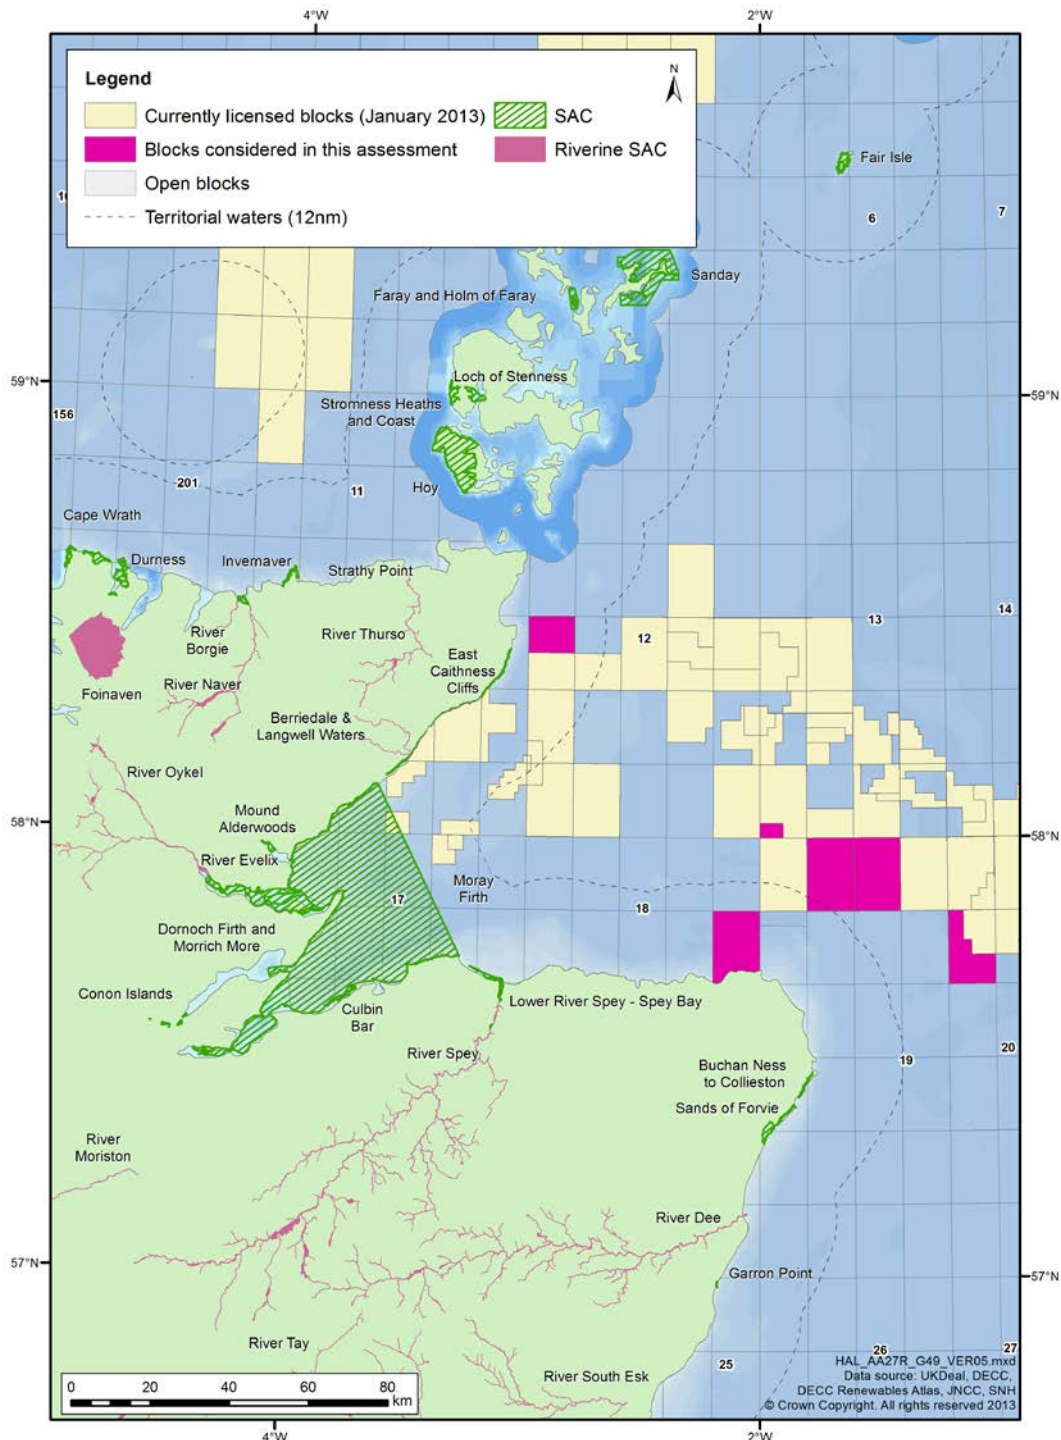 4°W
2°W
Legend
N
Currently licensed blocks (January 2013)
SAC
Blocks considered in this assessment
Riverine SAC
Open blocks
Territorial waters (12nm)
Fair Isle
6
7
Sanday
Faray and Holm of Faray
59°N
Loch of Stenness
59°N
Stromness Heaths
and Coast
156
201
11
Hoy
Cape Wrath
Durness
Invernaver
Strathy Point
14
13
12
River
Borgie
River Thurso
East
Caithness
Cliffs
Foinaven
River Naver
Berriedale &
Langwell Waters
River Oykel
Mound
Alderwoods
58°N
58°N
River Evelix
Moray
Firth
17
18
Dornoch Firth and
Morrich More
Conon Islands
Culbin
Bar
Lower River Spey - Spey Bay
River Spey
20
19
Buchan Ness
to Collieston
Sands of Forvie
River
Moriston
River Dee
57°N
Garron Point
57°N
River Tay
25
26
27
River South Esk
HAL_AA27R_G49_VER05.mxd
Data source: UKDeal, DECC,
DECC Renewables Atlas, JNCC, SNH
© Crown Copyright. All rights reserved 2013
0 20 40 60 80
km
4°W
2°W